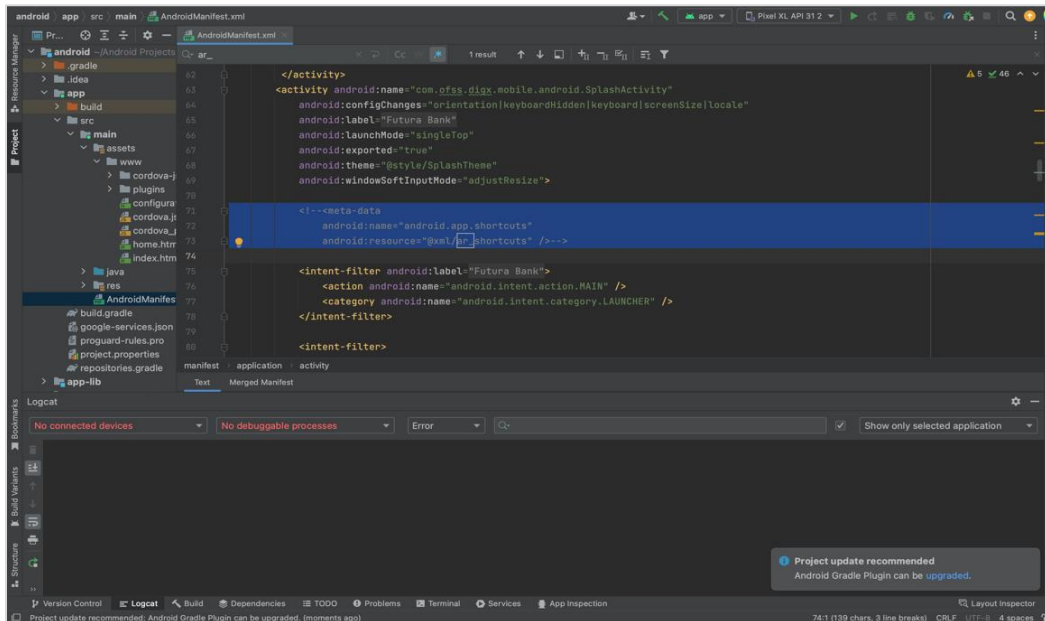 android › app › src › main › AndroidManifest.xml
app
Pixel XL API 31 2
Pr...
AndroidManifest.xml
android ~/Android Projects
ar_
Cc
1 result
.gradle
.idea
app
build
src
main
assets
www
cordova-j
plugins
configura
cordova.js
cordova_p
home.htm
index.htm
java
res
AndroidManifes
build.gradle
google-services.json
proguard-rules.pro
project.properties
repositories.gradle
app-lib
5 46
62 </activity>
63 <activity android:name="com.ofss.digx.mobile.android.SplashActivity"
64 android:configChanges="orientation|keyboardHidden|keyboard|screenSize|locale"
65 android:label="Futura Bank"
66 android:launchMode="singleTop"
67 android:exported="true"
68 android:theme="@style/SplashTheme"
69 android:windowSoftInputMode="adjustResize">
70
71 <!--<meta-data
72 android:name="android.app.shortcuts"
73 android:resource="@xml/ar_shortcuts" />-->
74
75 <intent-filter android:label="Futura Bank">
76 <action android:name="android.intent.action.MAIN" />
77 <category android:name="android.intent.category.LAUNCHER" />
78 </intent-filter>
79
80 <intent-filter>
manifest › application › activity
Text Merged Manifest
Resource Manager
Project
Bookmarks
Build Variants
Structure
Logcat
No connected devices
No debuggable processes
Error
Show only selected application
Project update recommended
Android Gradle Plugin can be upgraded.
Version Control Logcat Build Dependencies TODO Problems Terminal Services App Inspection Layout Inspector
Project update recommended: Android Gradle Plugin can be upgraded. (moments ago) 74:1 (139 chars, 3 line breaks) CRLF UTF-8 4 spaces